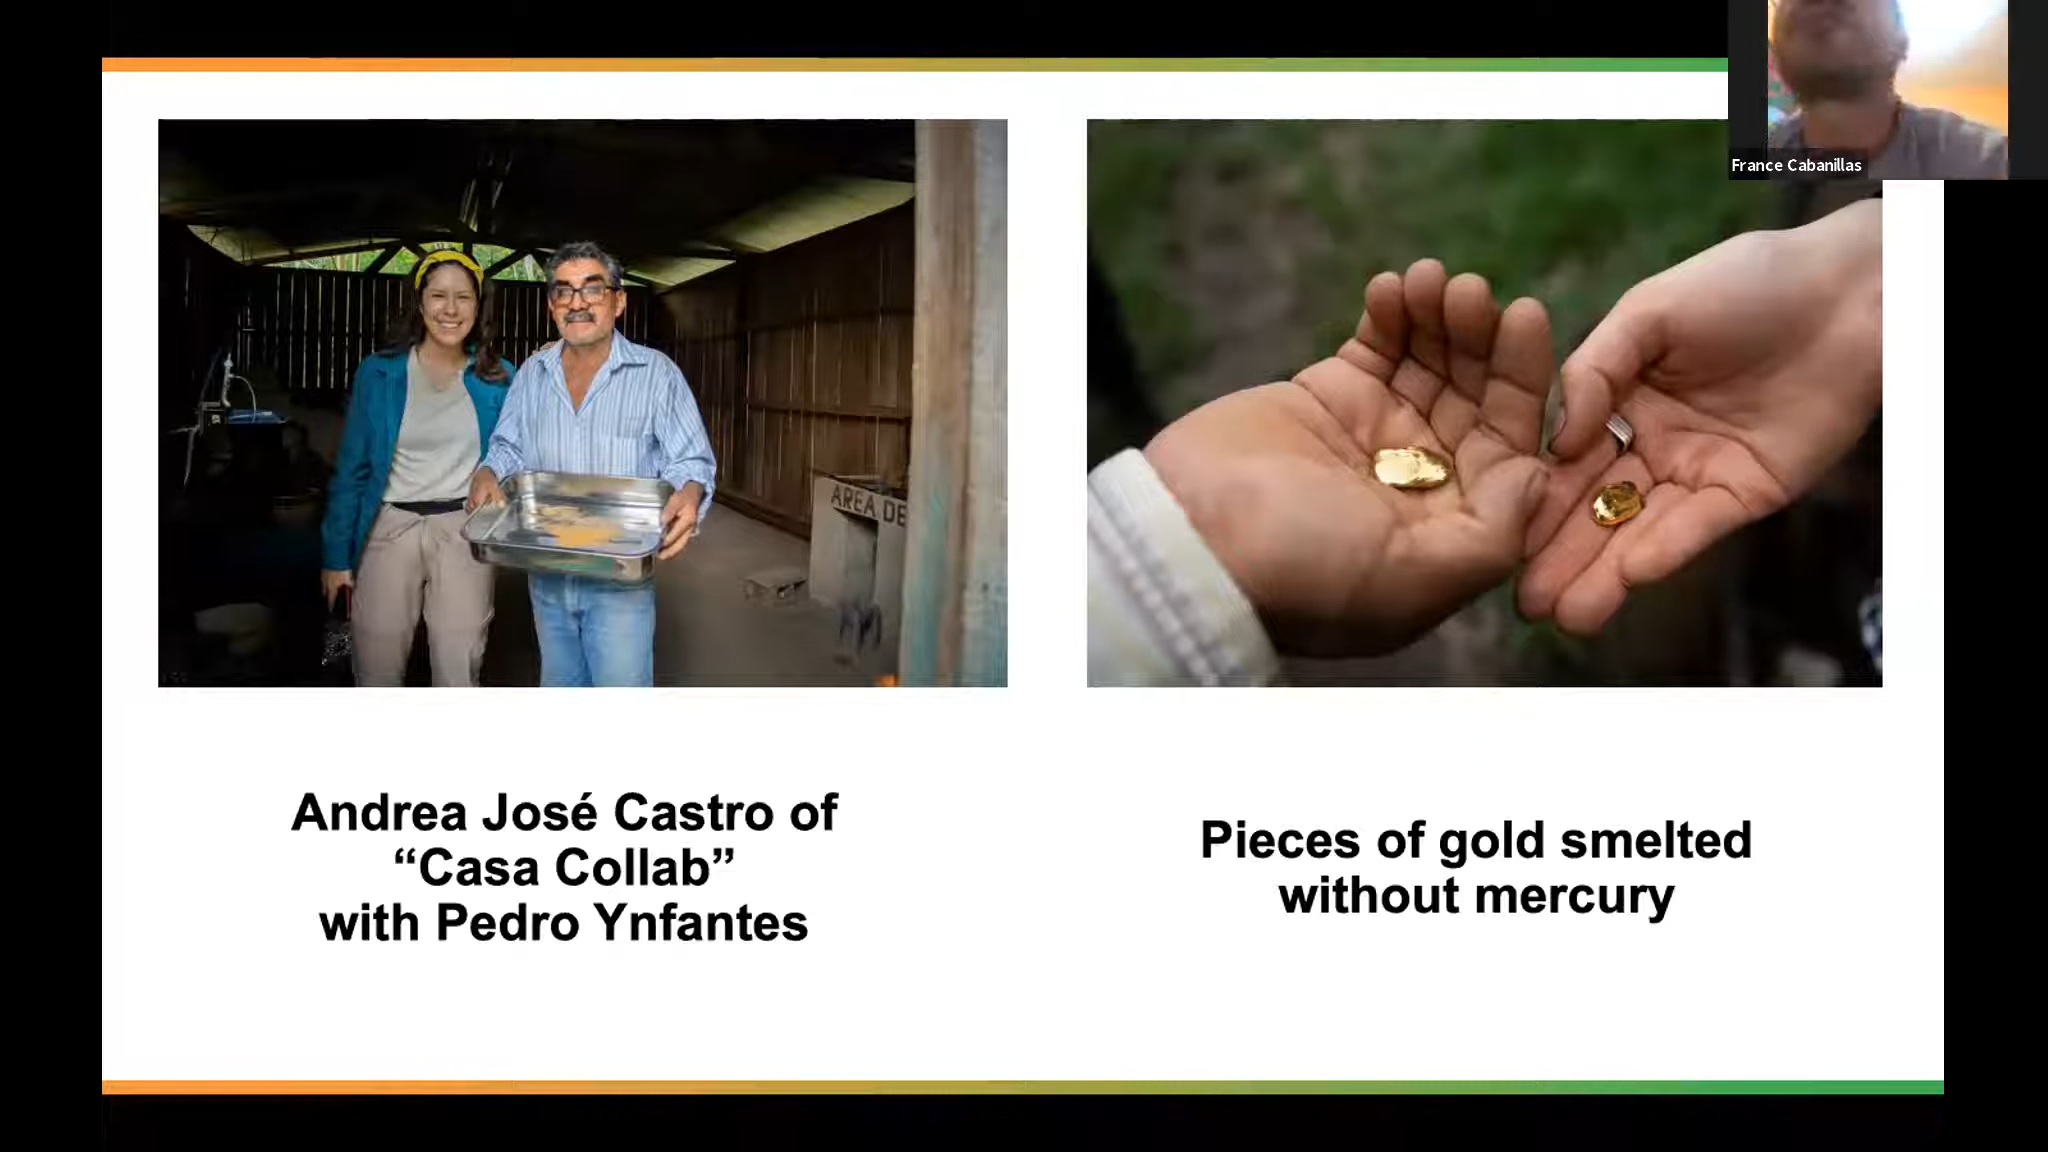 France Cabanillas
AREA DE
Andrea José Castro of
“Casa Collab”
with Pedro Ynfantes
Pieces of gold smelted
without mercury